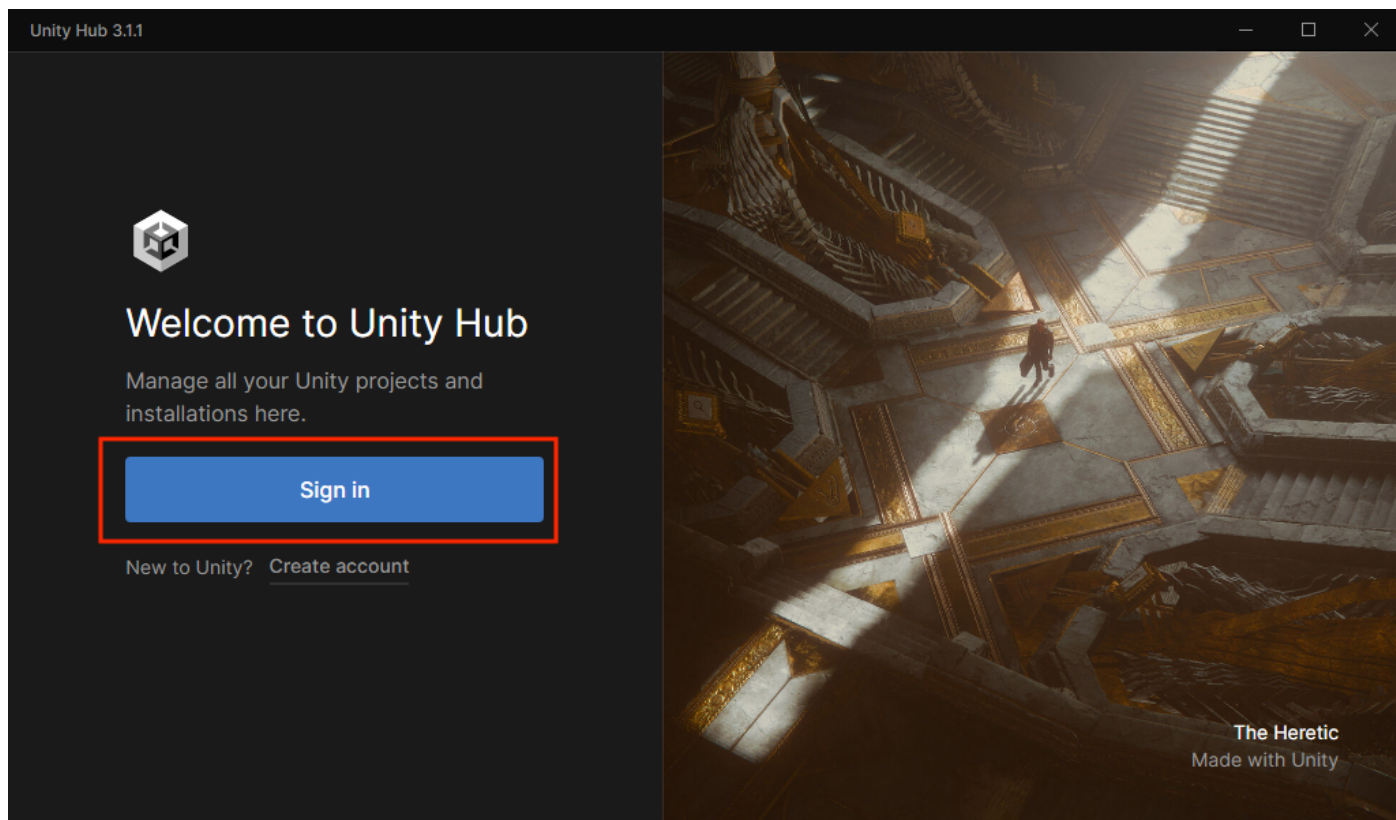 Unity Hub 3.1.1
Welcome to Unity Hub
Manage all your Unity projects and
installations here.
Sign in
New to Unity? Create account
The Heretic
Made with Unity